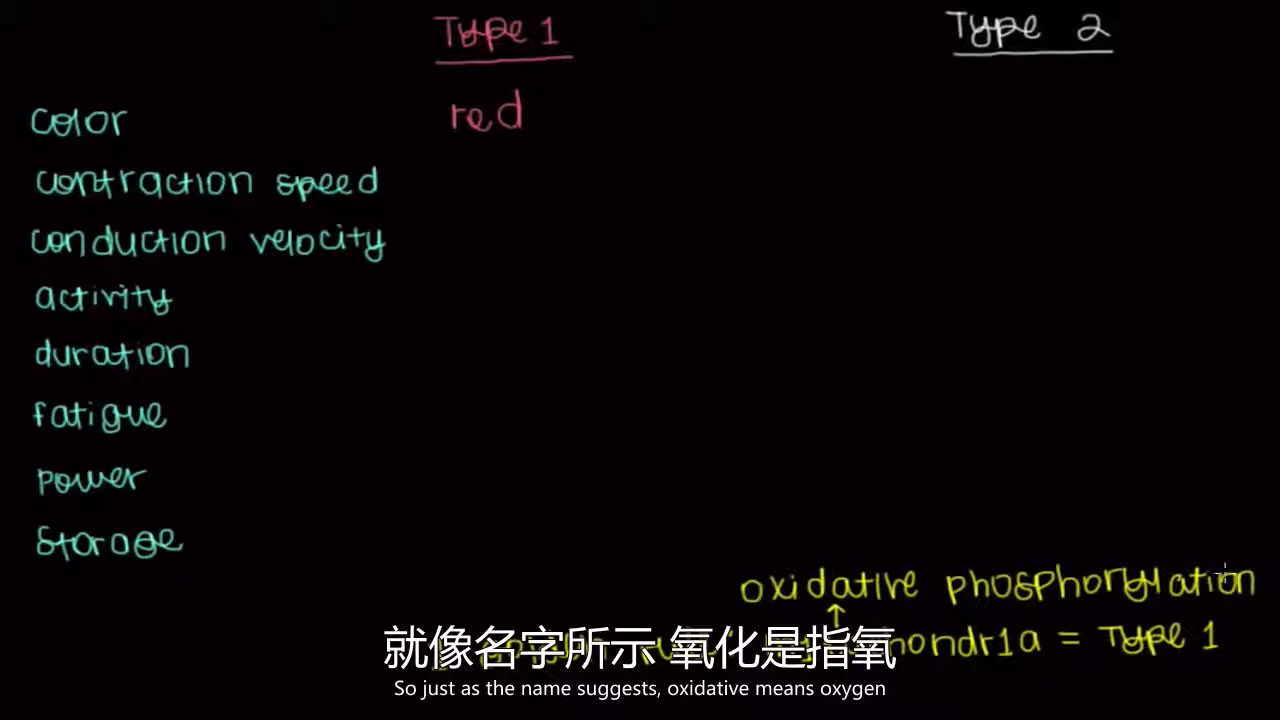 Type 1
Type 2
color
red
contraction speed
conduction velocity
activity
duration
fatigue
power
storage
oxidative phosphorylation
↑
= Type 1
就像名字所示 氧化是指氧
So just as the name suggests, oxidative means oxygen